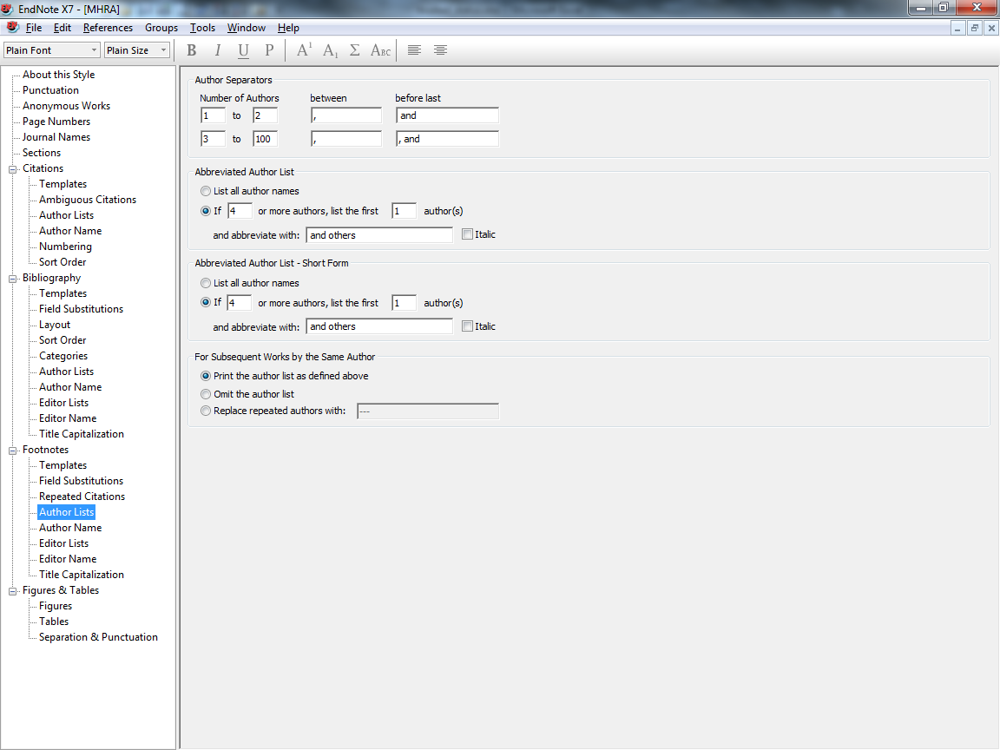 EndNote X7 - [MHRA]
File Edit References Groups Tools Window Help
Plain Font Plain Size B I U P A1 A1 Σ ABC
About this Style
Punctuation
Anonymous Works
Page Numbers
Journal Names
Sections
Citations
Templates
Ambiguous Citations
Author Lists
Author Name
Numbering
Sort Order
Bibliography
Templates
Field Substitutions
Layout
Sort Order
Categories
Author Lists
Author Name
Editor Lists
Editor Name
Title Capitalization
Footnotes
Templates
Field Substitutions
Repeated Citations
Author Lists
Author Name
Editor Lists
Editor Name
Title Capitalization
Figures & Tables
Figures
Tables
Separation & Punctuation
Author Separators
Number of Authors between before last
1 to 2 , and
3 to 100 , , and
Abbreviated Author List
List all author names
If 4 or more authors, list the first 1 author(s)
and abbreviate with: and others Italic
Abbreviated Author List - Short Form
List all author names
If 4 or more authors, list the first 1 author(s)
and abbreviate with: and others Italic
For Subsequent Works by the Same Author
Print the author list as defined above
Omit the author list
Replace repeated authors with: ---